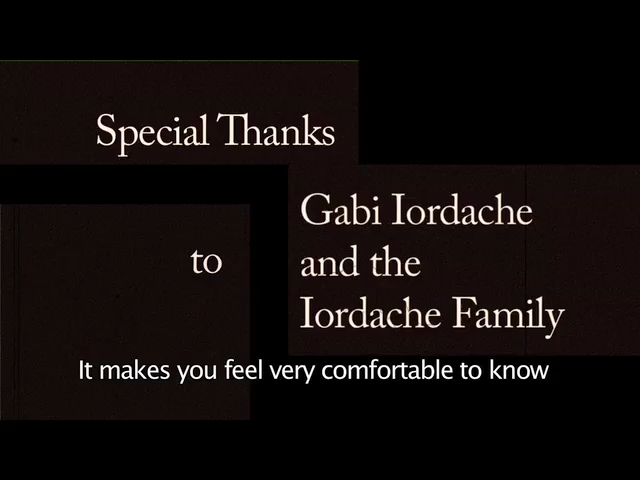 Special Thanks
to
Gabi Iordache
and the
Iordache Family
It makes you feel very comfortable to know